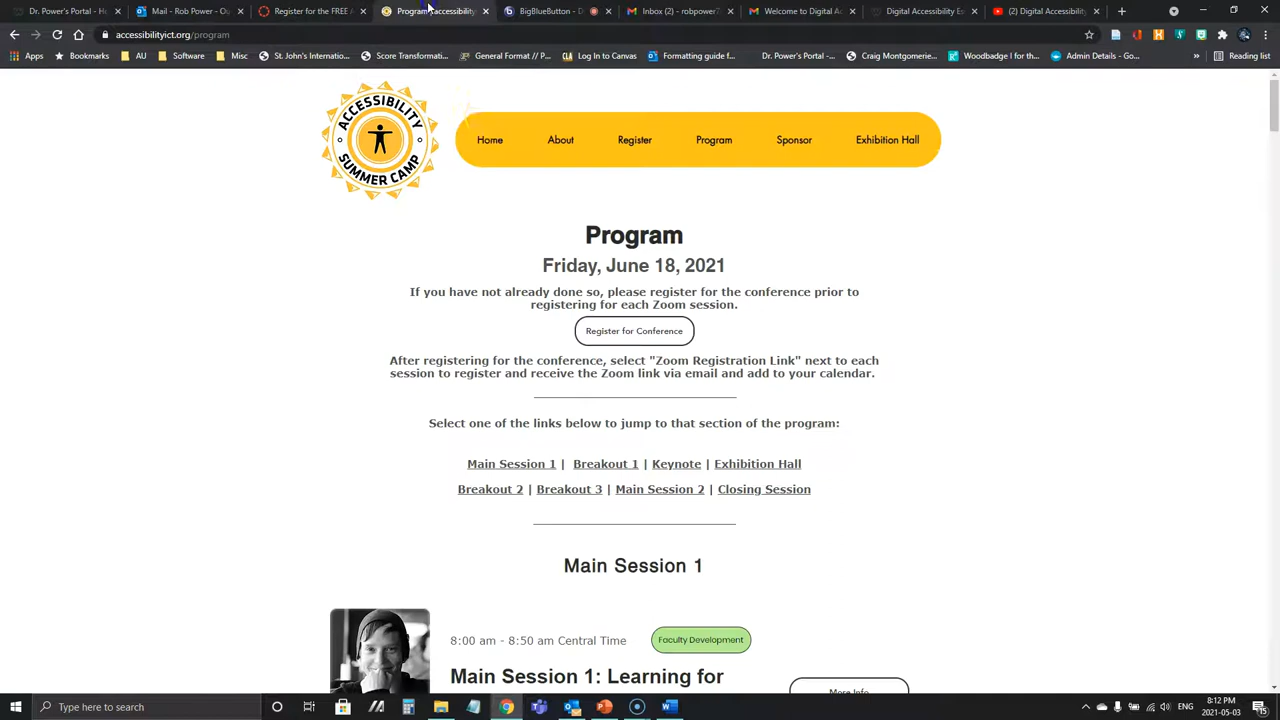 Dr. Power's Portal - H
Mail - Rob Power - Ou
Register for the SUMMER
Program
Accessibility
BigBlueButton - D
Inbox (2) - robpower
Welcome to Digital Ac
Digital Accessibility Ec
(2) Digital Accessibility
accessibilityict.org/program
Apps
Bookmarks
AU
Software
Misc
St. John's Internatio...
Score Transformati...
General Format // P...
Log In to Canvas
Formatting guide f...
Dr. Power's Portal -...
Craig Montgomerie...
Woodbadge I for th...
Admin Details - Go...
»
Reading list
ACCESSIBILITY
SUMMER CAMP
Home
About
Register
Program
Sponsor
Exhibition Hall
Program
Friday, June 18, 2021
If you have not already done so, please register for the conference prior to
registering for each Zoom session.
Register for Conference
After registering for the conference, select "Zoom Registration Link" next to each
session to register and receive the Zoom link via email and add to your calendar.
Select one of the links below to jump to that section of the program:
Main Session 1 | Breakout 1 | Keynote | Exhibition Hall
Breakout 2 | Breakout 3 | Main Session 2 | Closing Session
Main Session 1
8:00 am - 8:50 am Central Time
Faculty Development
Main Session 1: Learning for
More Info
Type here to search
8:12 PM
2021-05-03